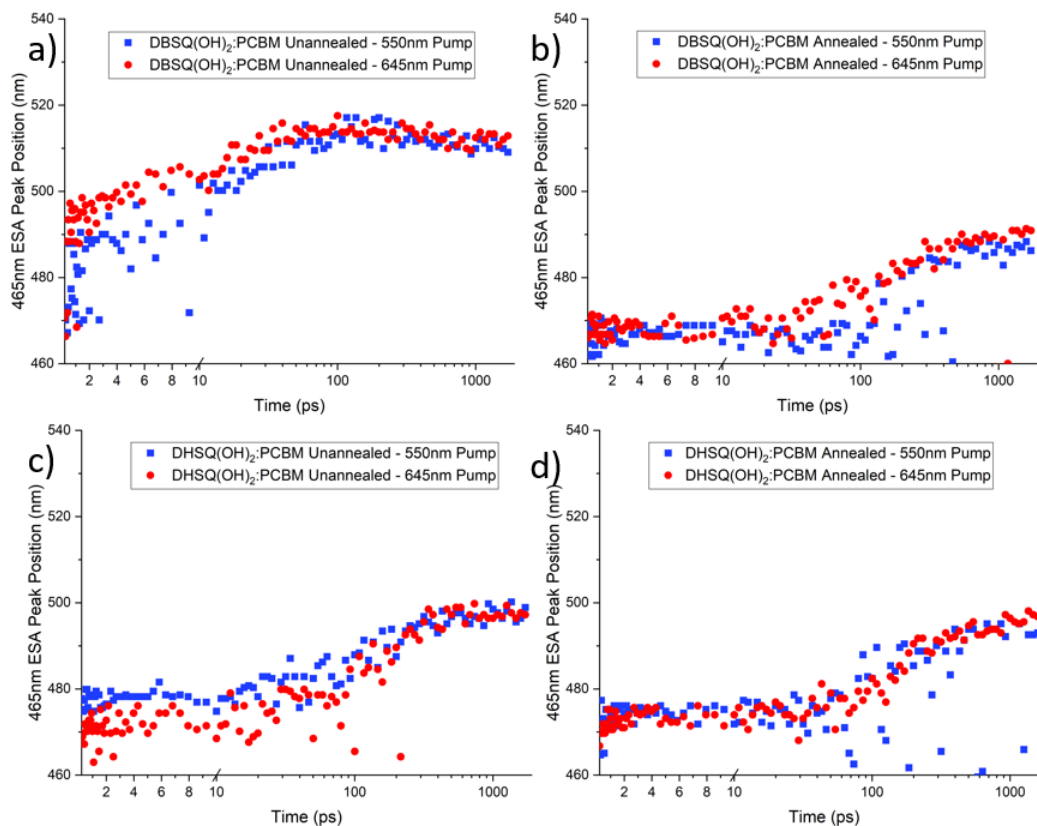 a)
DBSQ(OH)₂:PCBM Unannealed - 550nm Pump
DBSQ(OH)₂:PCBM Unannealed - 645nm Pump
465nm ESA Peak Position (nm)
540
520
500
480
460
2 4 6 8 10 100 1000
Time (ps)
b)
DBSQ(OH)₂:PCBM Annealed - 550nm Pump
DBSQ(OH)₂:PCBM Annealed - 645nm Pump
465nm ESA Peak Position (nm)
540
520
500
480
460
2 4 6 8 10 100 1000
Time (ps)
c)
DHSQ(OH)₂:PCBM Unannealed - 550nm Pump
DHSQ(OH)₂:PCBM Unannealed - 645nm Pump
465nm ESA Peak Position (nm)
540
520
500
480
460
2 4 6 8 10 100 1000
Time (ps)
d)
DHSQ(OH)₂:PCBM Annealed - 550nm Pump
DHSQ(OH)₂:PCBM Annealed - 645nm Pump
465nm ESA Peak Position (nm)
540
520
500
480
460
2 4 6 8 10 100 1000
Time (ps)